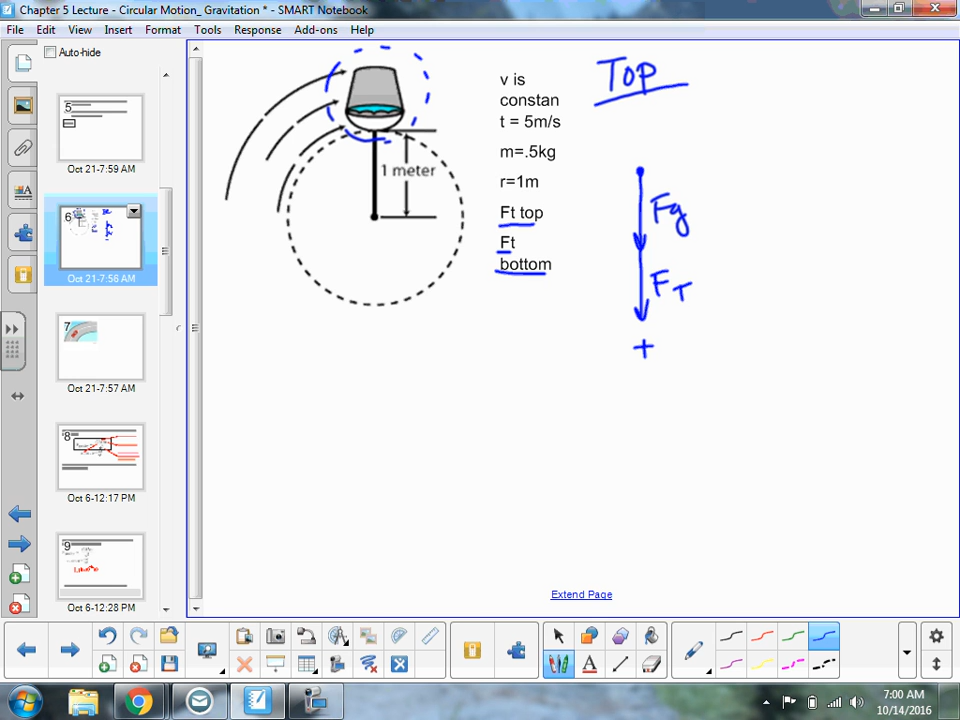 Chapter 5 Lecture - Circular Motion_ Gravitation * - SMART Notebook
File Edit View Insert Format Tools Response Add-ons Help
Auto-hide
5
Oct 21-7:59 AM
6
Oct 21-7:56 AM
7
Oct 21-7:57 AM
8
Oct 6-12:17 PM
9
Oct 6-12:28 PM
1 meter
v is
constan
t = 5m/s
m=.5kg
r=1m
Ft top
Ft
bottom
Top
Fg
FT
+
Extend Page
A
7:00 AM
10/14/2016